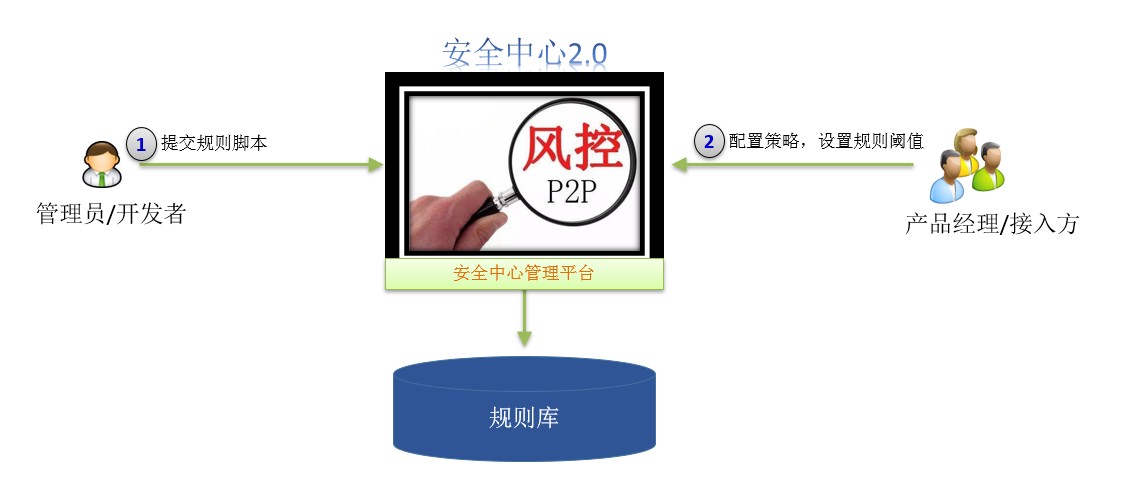 安全中心2.0
1 提交规则脚本
2 配置策略，设置规则阈值
风控
P2P
管理员/开发者
产品经理/接入方
安全中心管理平台
规则库